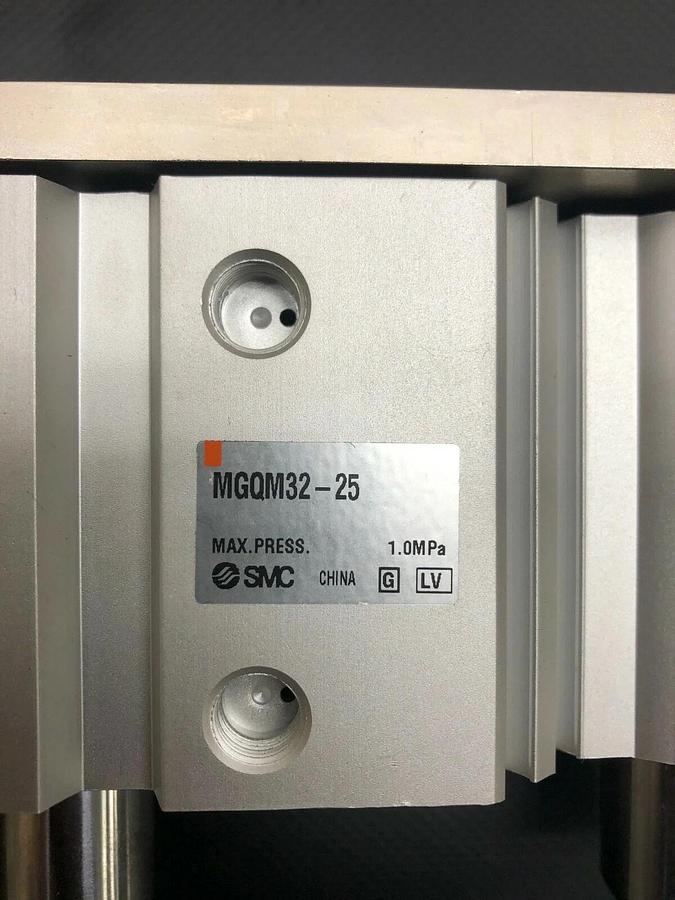 MGQM32-25
MAX.PRESS. 1.0MPa
SMC CHINA G LV